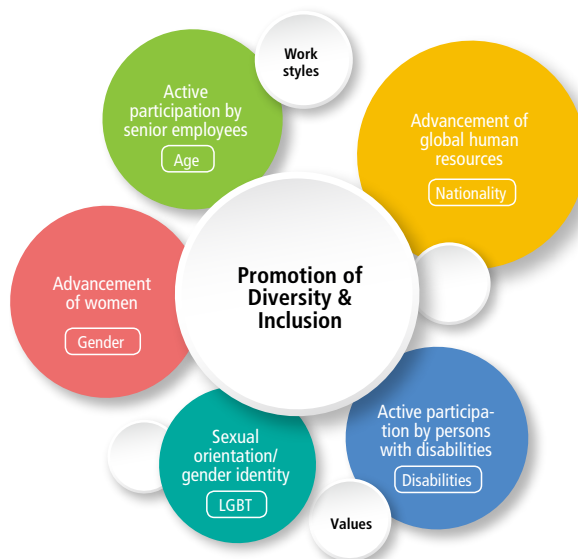 Work
styles
Active
participation by
senior employees
Age
Advancement of
global human
resources
Nationality
Promotion of
Diversity &
Inclusion
Advancement
of women
Gender
Sexual
orientation/
gender identity
LGBT
Active participa-
tion by persons
with disabilities
Disabilities
Values